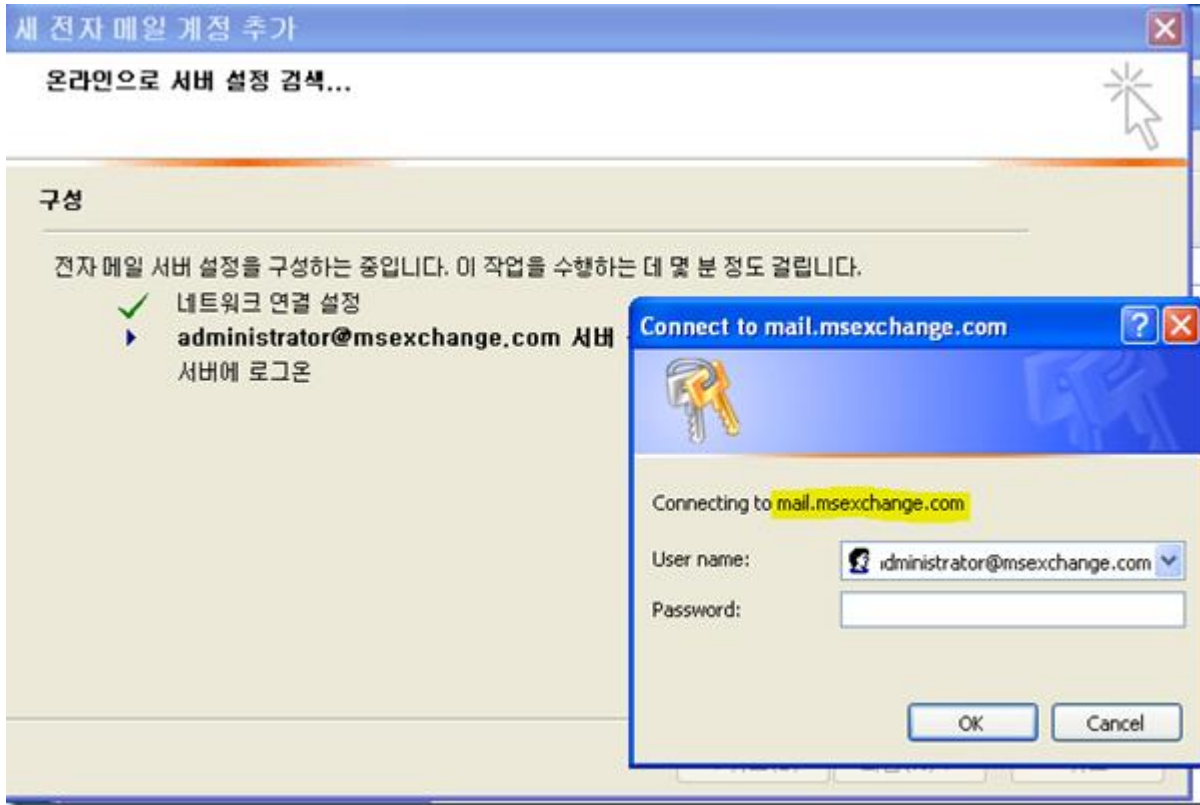 새 전자 메일 계정 추가
온라인으로 서버 설정 검색...
구성
전자 메일 서버 설정을 구성하는 중입니다. 이 작업을 수행하는 데 몇 분 정도 걸립니다.
네트워크 연결 설정
administrator@msexchange.com 서버
서버에 로그온
Connect to mail.msexchange.com
Connecting to mail.msexchange.com
User name:
dministrator@msexchange.com
Password:
OK
Cancel